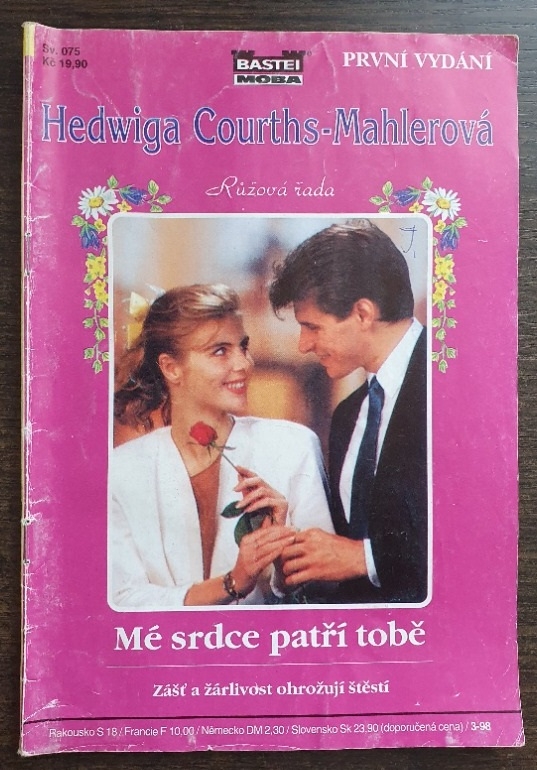 Sv. 075
Kč 19,90
BASTEI
MOBA
PRVNÍ VYDÁNÍ
Hedwiga Courths-Mahlerová
Růžová řada
Mé srdce patří tobě
Zášť a žárlivost ohrožují štěstí
Rakousko S 18 / Francie F 10,00 / Německo DM 2,30 / Slovensko Sk 23,90 (doporučená cena) / 3-98